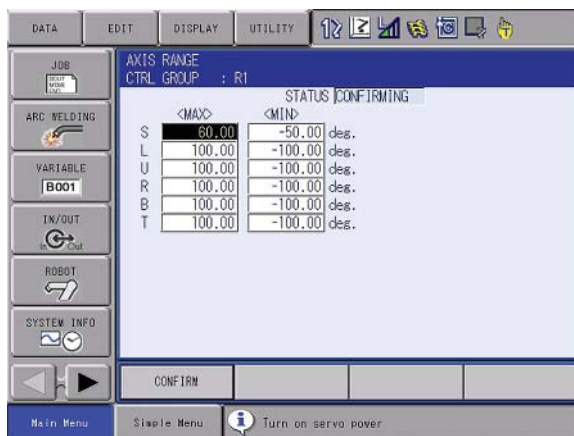 DATA EDIT DISPLAY UTILITY
JOB
ARC WELDING
VARIABLE
B001
IN/OUT
In Out
ROBOT
SYSTEM INFO
AXIS RANGE
CTRL GROUP : R1
STATUS CONFIRMING
<MAX> <MIN>
S 60.00 -50.00 deg.
L 100.00 -100.00 deg.
U 100.00 -100.00 deg.
R 100.00 -100.00 deg.
B 100.00 -100.00 deg.
T 100.00 -100.00 deg.
CONFIRM
Main Menu Simple Menu Turn on servo power